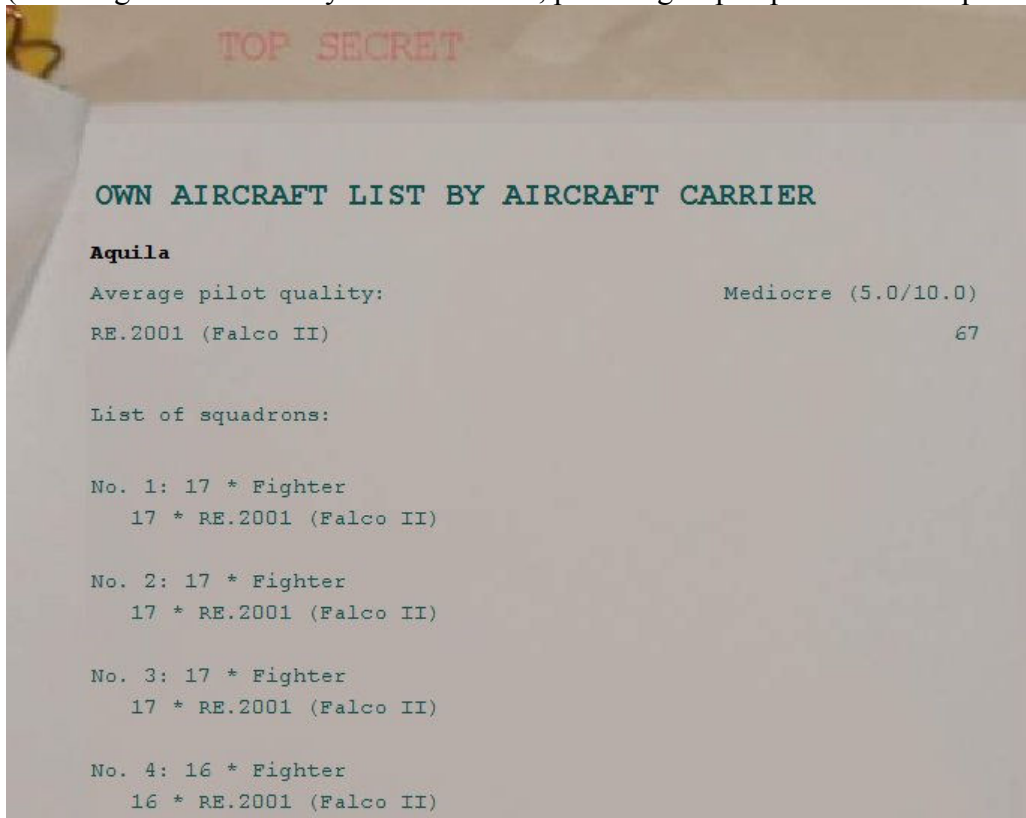 TOP SECRET
OWN AIRCRAFT LIST BY AIRCRAFT CARRIER
Aquila
Average pilot quality: Mediocre (5.0/10.0)
RE.2001 (Falco II) 67
List of squadrons:
No. 1: 17 * Fighter
17 * RE.2001 (Falco II)
No. 2: 17 * Fighter
17 * RE.2001 (Falco II)
No. 3: 17 * Fighter
17 * RE.2001 (Falco II)
No. 4: 16 * Fighter
16 * RE.2001 (Falco II)